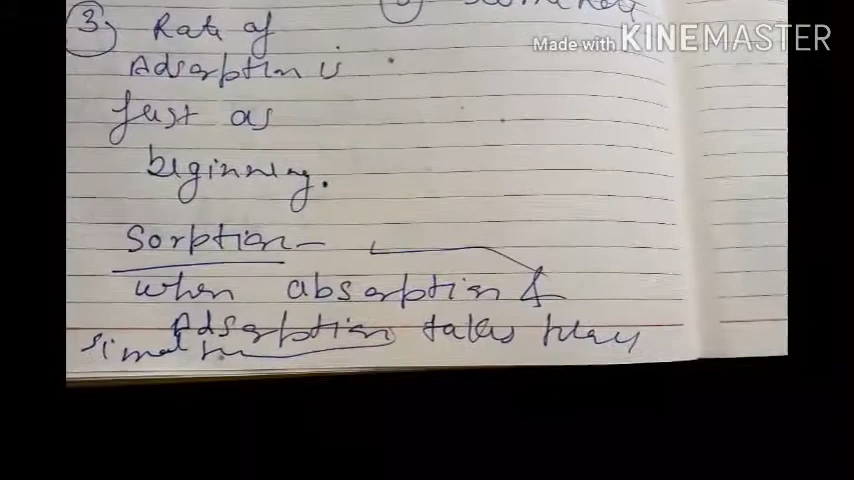 3) Rate of
Adsorption is
fast as
beginning.
Sorption -
when absorption &
Adsorption takes place
Made with KINEMASTER